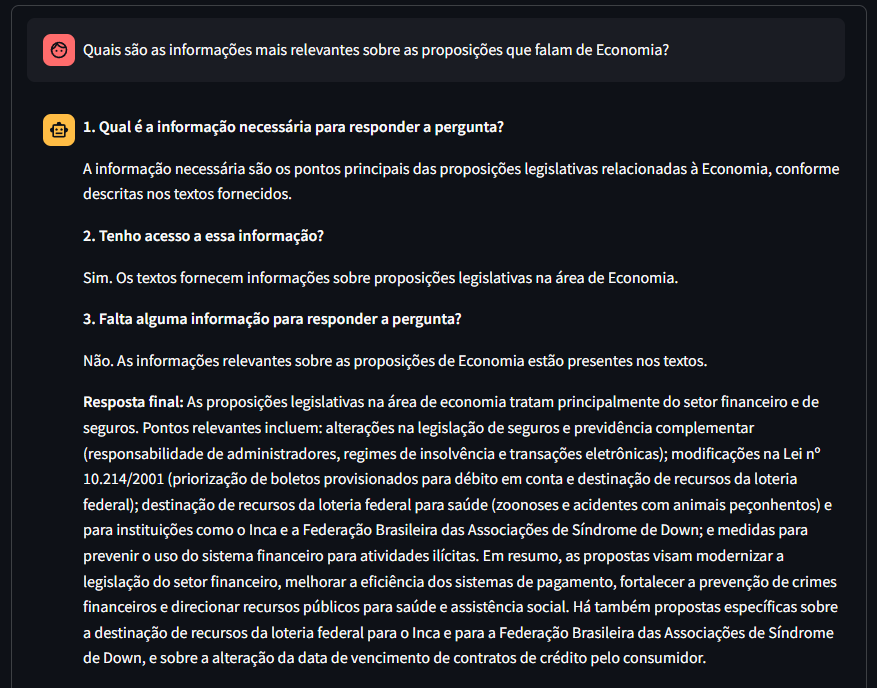 Quais são as informações mais relevantes sobre as proposições que falam de Economia?
1. Qual é a informação necessária para responder a pergunta?
A informação necessária são os pontos principais das proposições legislativas relacionadas à Economia, conforme
descritas nos textos fornecidos.
2. Tenho acesso a essa informação?
Sim. Os textos fornecem informações sobre proposições legislativas na área de Economia.
3. Falta alguma informação para responder a pergunta?
Não. As informações relevantes sobre as proposições de Economia estão presentes nos textos.
Resposta final: As proposições legislativas na área de economia tratam principalmente do setor financeiro e de
seguros. Pontos relevantes incluem: alterações na legislação de seguros e previdência complementar
(responsabilidade de administradores, regimes de insolvência e transações eletrônicas); modificações na Lei nº
10.214/2001 (priorização de boletos provisionados para débito em conta e destinação de recursos da loteria
federal); destinação de recursos da loteria federal para saúde (zoonoses e acidentes com animais peçonhentos) e
para instituições como o Inca e a Federação Brasileira das Associações de Síndrome de Down; e medidas para
prevenir o uso do sistema financeiro para atividades ilícitas. Em resumo, as propostas visam modernizar a
legislação do setor financeiro, melhorar a eficiência dos sistemas de pagamento, fortalecer a prevenção de crimes
financeiros e direcionar recursos públicos para saúde e assistência social. Há também propostas específicas sobre
a destinação de recursos da loteria federal para o Inca e para a Federação Brasileira das Associações de Síndrome
de Down, e sobre a alteração da data de vencimento de contratos de crédito pelo consumidor.